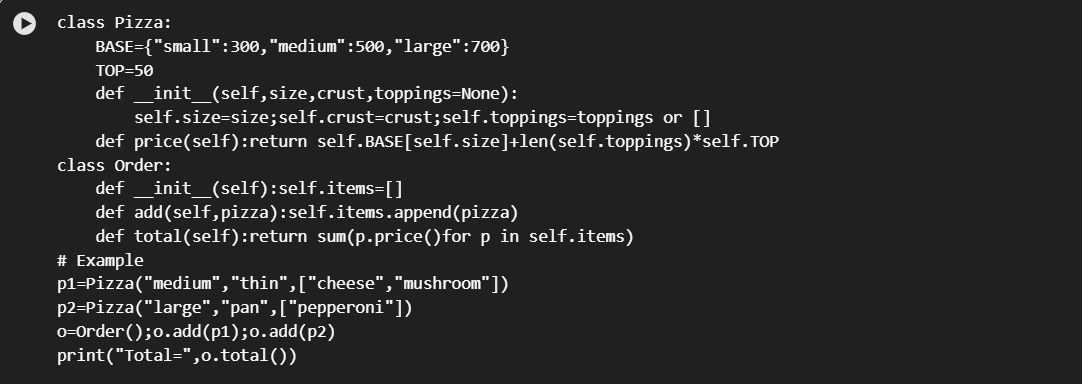 class Pizza:
    BASE={"small":300,"medium":500,"large":700}
    TOP=50
    def __init__(self,size,crust,toppings=None):
        self.size=size;self.crust=crust;self.toppings=toppings or []
    def price(self):return self.BASE[self.size]+len(self.toppings)*self.TOP
class Order:
    def __init__(self):self.items=[]
    def add(self,pizza):self.items.append(pizza)
    def total(self):return sum(p.price()for p in self.items)
# Example
p1=Pizza("medium","thin",["cheese","mushroom"])
p2=Pizza("large","pan",["pepperoni"])
o=Order();o.add(p1);o.add(p2)
print("Total=",o.total())